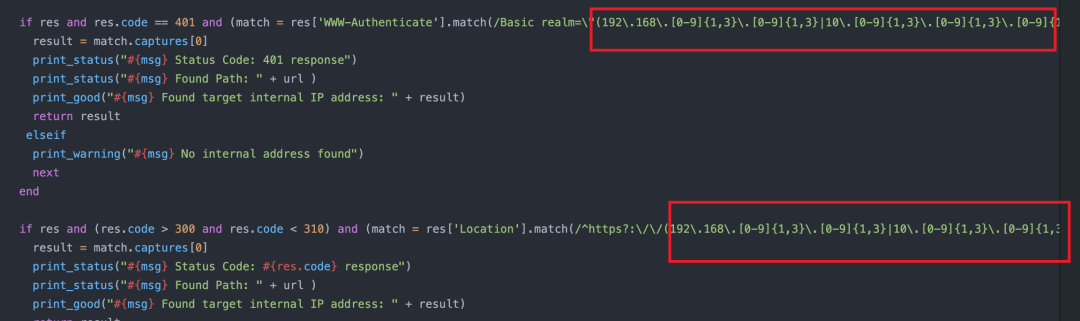 if res and res.code == 401 and (match = res['WWW-Authenticate'].match(/Basic realm=\"(192\.168\.[0-9]{1,3}\.[0-9]{1,3}|10\.[0-9]{1,3}\.[0-9]{1,3}\.[0-9]{1
result = match.captures[0]
print_status("#{msg} Status Code: 401 response")
print_status("#{msg} Found Path: " + url )
print_good("#{msg} Found target internal IP address: " + result)
return result
elseif
print_warning("#{msg} No internal address found")
next
end
if res and (res.code > 300 and res.code < 310) and (match = res['Location'].match(/^https?:\/\/(192\.168\.[0-9]{1,3}\.[0-9]{1,3}|10\.[0-9]{1,3}\.[0-9]{1,3
result = match.captures[0]
print_status("#{msg} Status Code: #{res.code} response")
print_status("#{msg} Found Path: " + url )
print_good("#{msg} Found target internal IP address: " + result)
return result